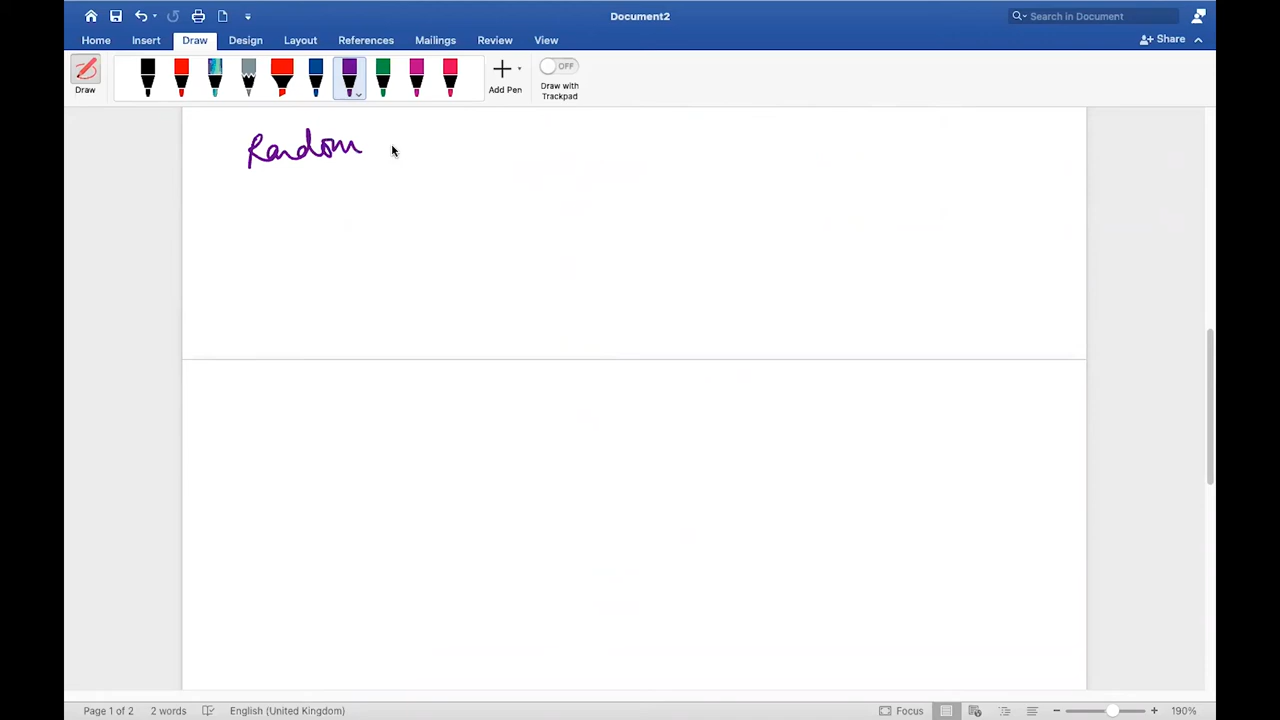 Document2
Search in Document
Home Insert Draw Design Layout References Mailings Review View
Share
Draw
Add Pen
OFF
Draw with
Trackpad
Random
Page 1 of 2 2 words English (United Kingdom) Focus 190%